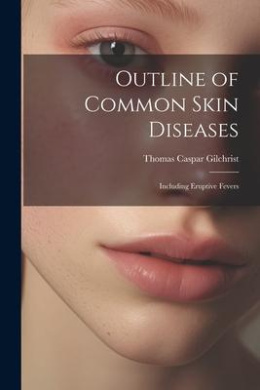 Outline of
Common Skin
Diseases
Thomas Caspar Gilchrist
Including Eruptive Fevers